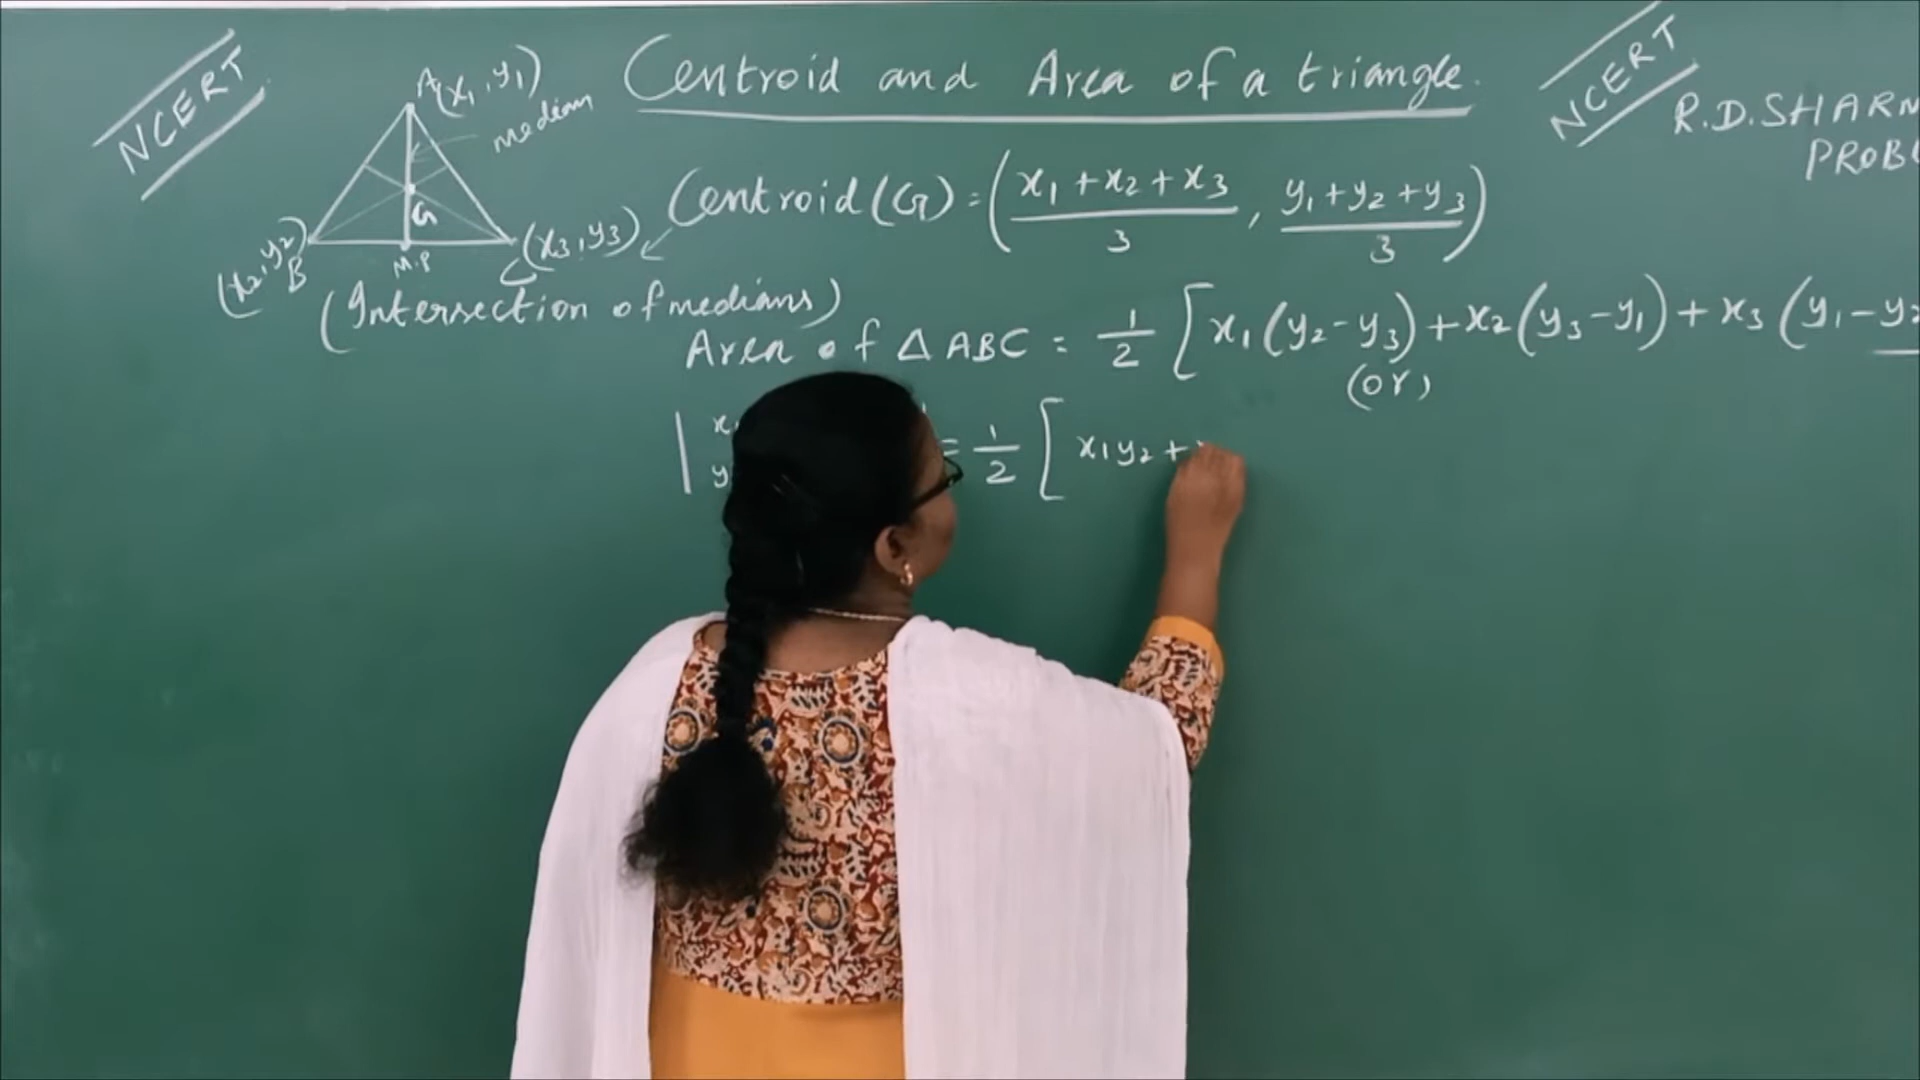 NCERT
Centroid and Area of a triangle.
NCERT
R.D.SHARM
PROB
A(x₁,y₁)
median
G
(x₂,y₂)
B
M.P
C
(x₃,y₃)
(Intersection of medians)
Centroid(G)=(x₁+x₂+x₃/3, y₁+y₂+y₃/3)
Area of △ABC = 1/2[x₁(y₂-y₃)+x₂(y₃-y₁)+x₃(y₁-y₂
(or)
= 1/2[x₁y₂+